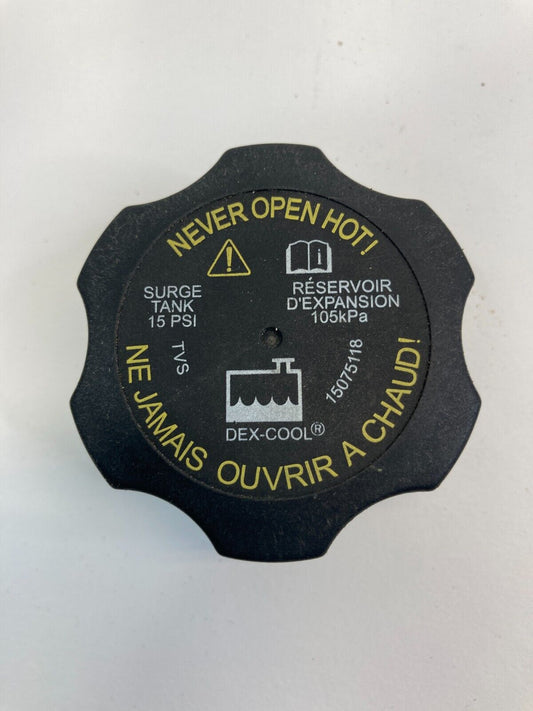 NEVER OPEN HOT!
SURGE
TANK
15 PSI
RÉSERVOIR
D'EXPANSION
105kPa
TVS
15075118
DEX-COOL®
NE JAMAIS OUVRIR A CHAUD!